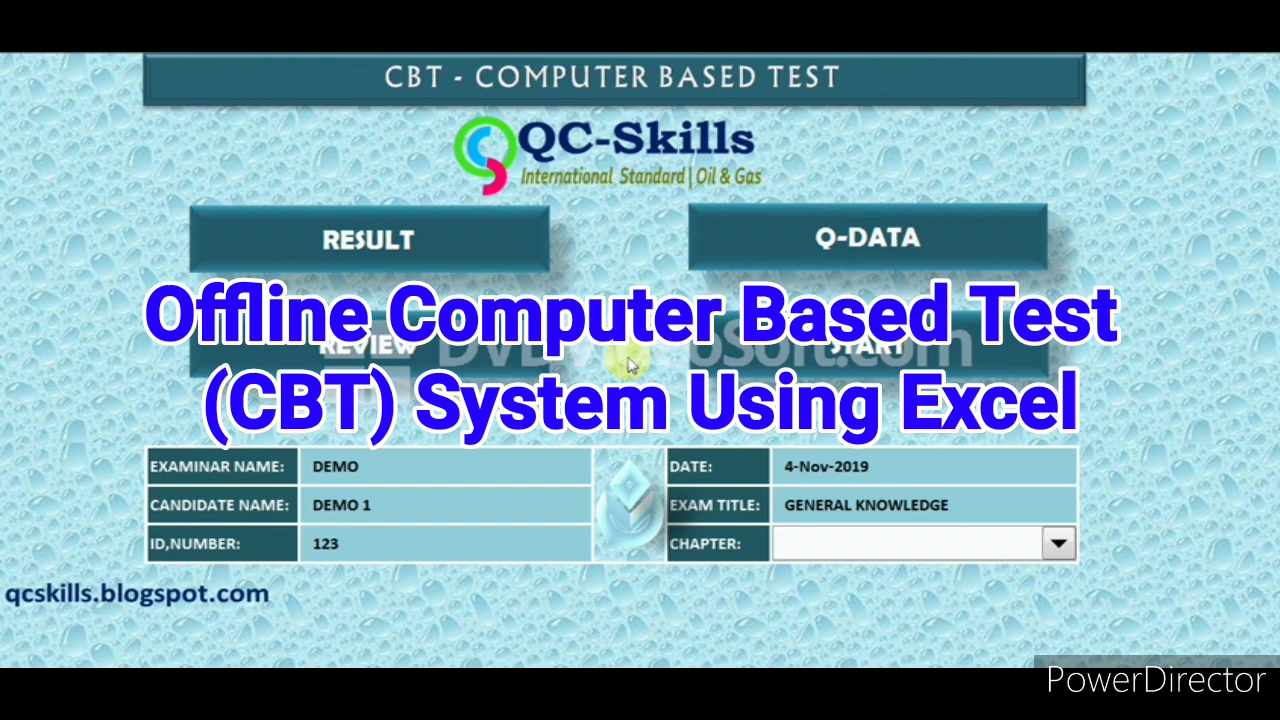 CBT - COMPUTER BASED TEST
QC-Skills
International Standard | Oil & Gas
RESULT
Q-DATA
Offline Computer Based Test
REVIEW
START
(CBT) System Using Excel
EXAMINAR NAME: DEMO
DATE: 4-Nov-2019
CANDIDATE NAME: DEMO 1
EXAM TITLE: GENERAL KNOWLEDGE
ID,NUMBER: 123
CHAPTER:
qcskills.blogspot.com
PowerDirector